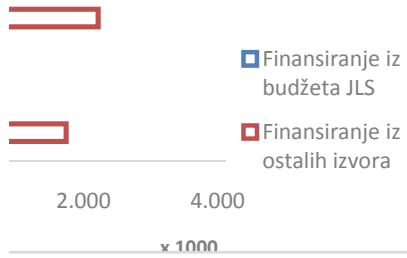 Finansiranje iz
budžeta JLS
Finansiranje iz
ostalih izvora
2.000 4.000
x 1000